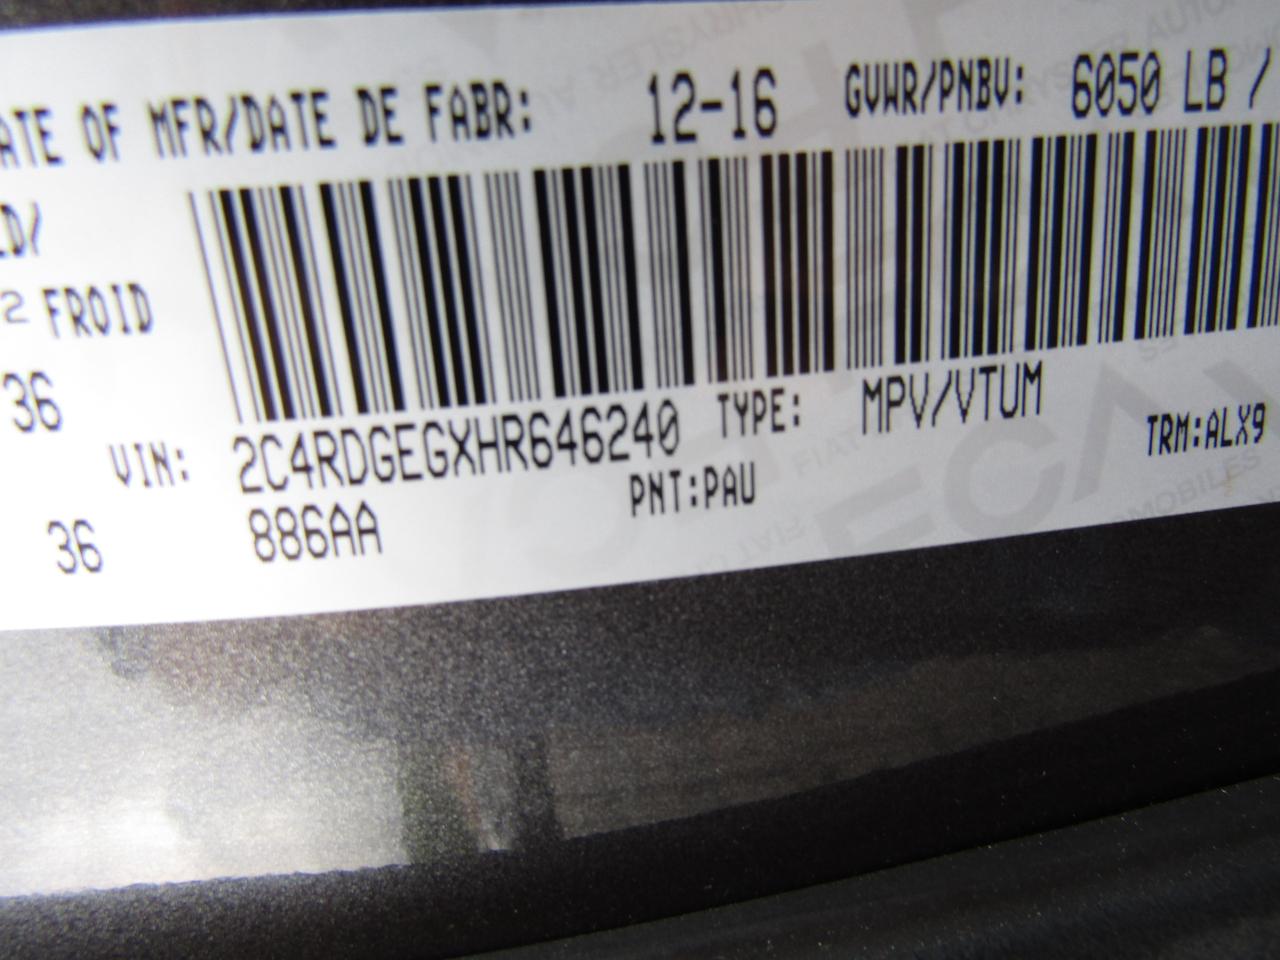 ATE OF MFR/DATE DE FABR: 12-16 GVWR/PNBV: 6050 LB /
LD/
2 FROID
36
VIN: 2C4RDGEGXHR646240 TYPE: MPV/VTUM
36 886AA PNT:PAU TRM:ALX9